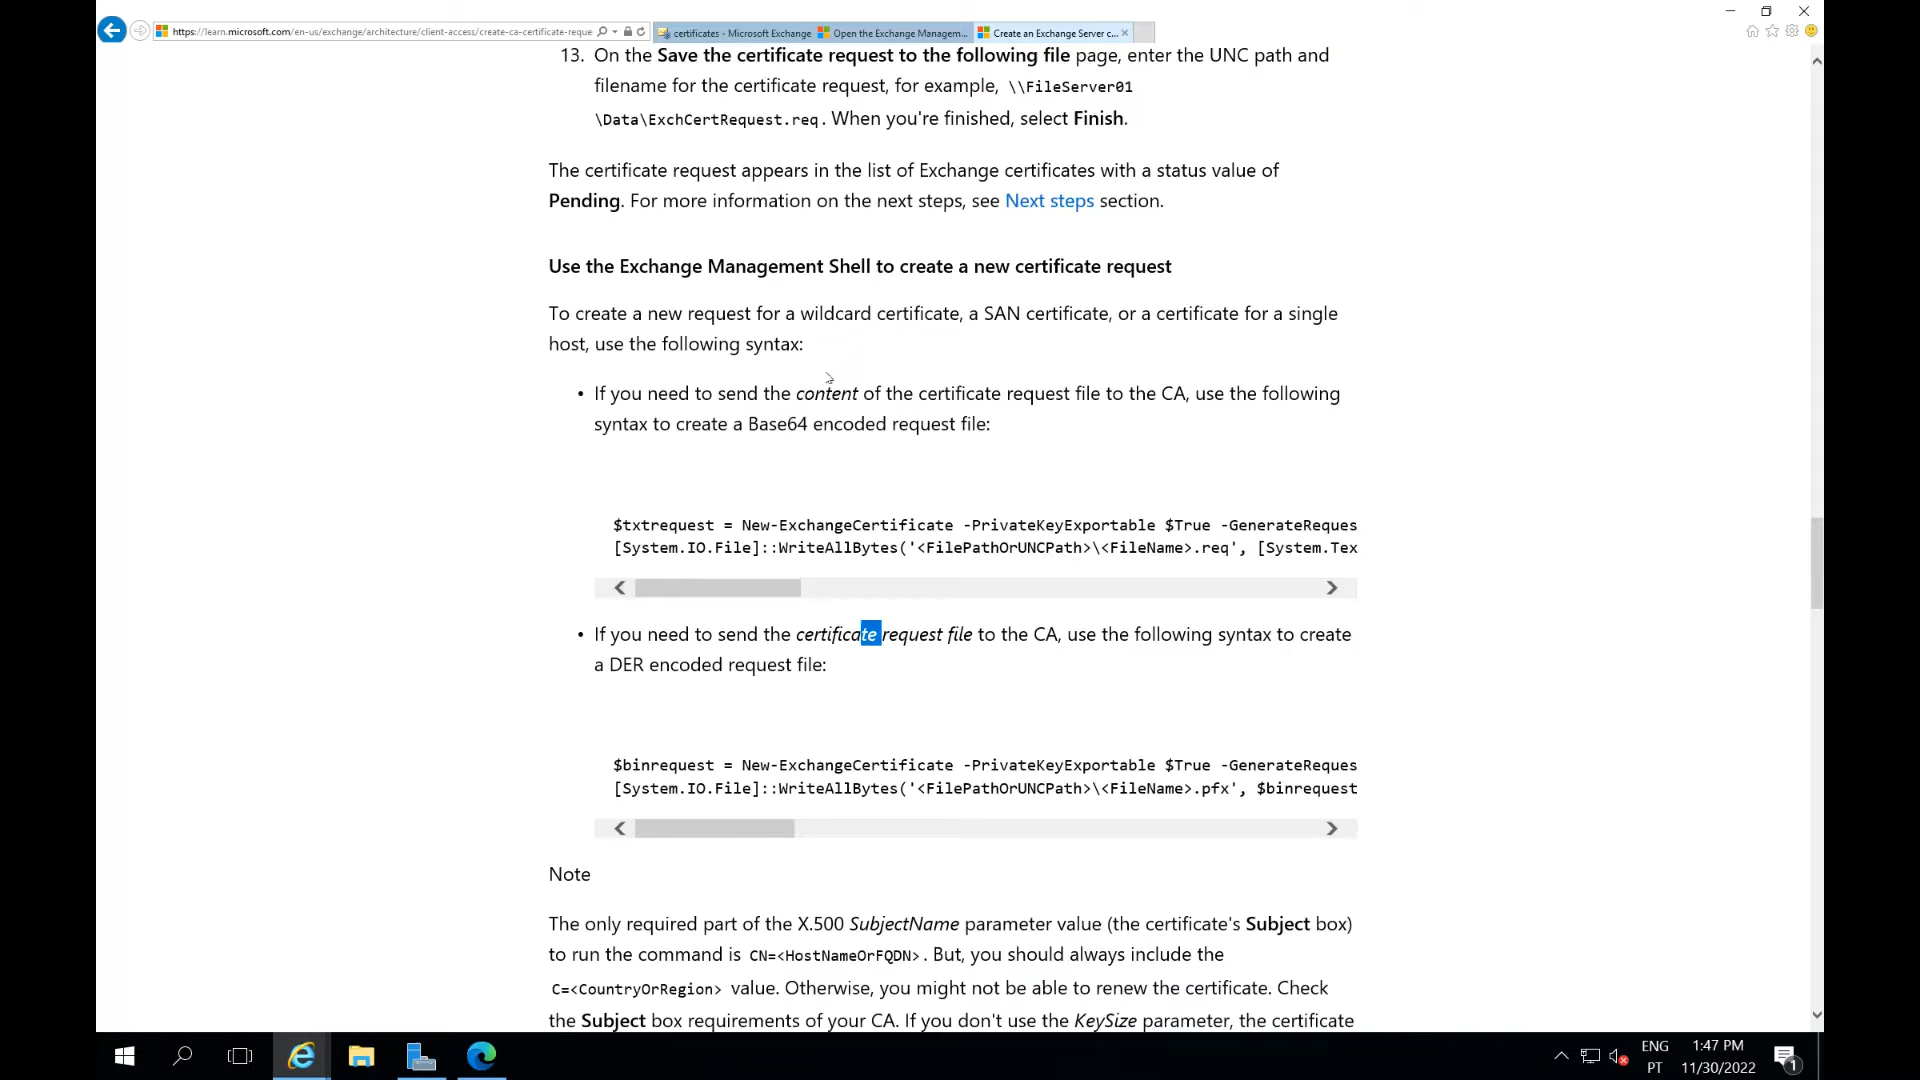 https://learn.microsoft.com/en-us/exchange/architecture/client-access/create-ca-certificate-reque
certificates - Microsoft Exchange
Open the Exchange Managem...
Create an Exchange Server c...
13. On the Save the certificate request to the following file page, enter the UNC path and
filename for the certificate request, for example, \\FileServer01
\Data\ExchCertRequest.req. When you're finished, select Finish.
The certificate request appears in the list of Exchange certificates with a status value of
Pending. For more information on the next steps, see Next steps section.
Use the Exchange Management Shell to create a new certificate request
To create a new request for a wildcard certificate, a SAN certificate, or a certificate for a single
host, use the following syntax:
• If you need to send the content of the certificate request file to the CA, use the following
syntax to create a Base64 encoded request file:
$txtrequest = New-ExchangeCertificate -PrivateKeyExportable $True -GenerateReques
[System.IO.File]::WriteAllBytes('<FilePathOrUNCPath>\<FileName>.req', [System.Tex
• If you need to send the certificate request file to the CA, use the following syntax to create
a DER encoded request file:
$binrequest = New-ExchangeCertificate -PrivateKeyExportable $True -GenerateReques
[System.IO.File]::WriteAllBytes('<FilePathOrUNCPath>\<FileName>.pfx', $binrequest
Note
The only required part of the X.500 SubjectName parameter value (the certificate's Subject box)
to run the command is CN=<HostNameOrFQDN>. But, you should always include the
C=<CountryOrRegion> value. Otherwise, you might not be able to renew the certificate. Check
the Subject box requirements of your CA. If you don't use the KeySize parameter, the certificate
ENG
PT
1:47 PM
11/30/2022
1